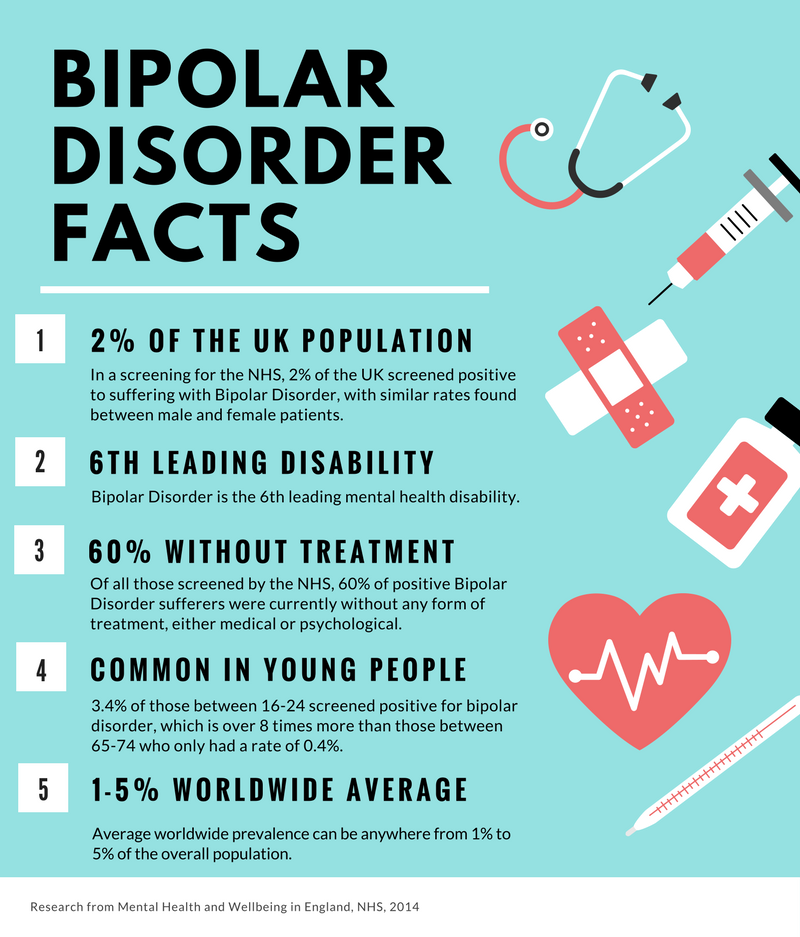 BIPOLAR
DISORDER
FACTS
1
2% OF THE UK POPULATION
In a screening for the NHS, 2% of the UK screened positive
to suffering with Bipolar Disorder, with similar rates found
between male and female patients.
2
6TH LEADING DISABILITY
Bipolar Disorder is the 6th leading mental health disability.
3
60% WITHOUT TREATMENT
Of all those screened by the NHS, 60% of positive Bipolar
Disorder sufferers were currently without any form of
treatment, either medical or psychological.
4
COMMON IN YOUNG PEOPLE
3.4% of those between 16-24 screened positive for bipolar
disorder, which is over 8 times more than those between
65-74 who only had a rate of 0.4%.
5
1-5% WORLDWIDE AVERAGE
Average worldwide prevalence can be anywhere from 1% to
5% of the overall population.
Research from Mental Health and Wellbeing in England, NHS, 2014